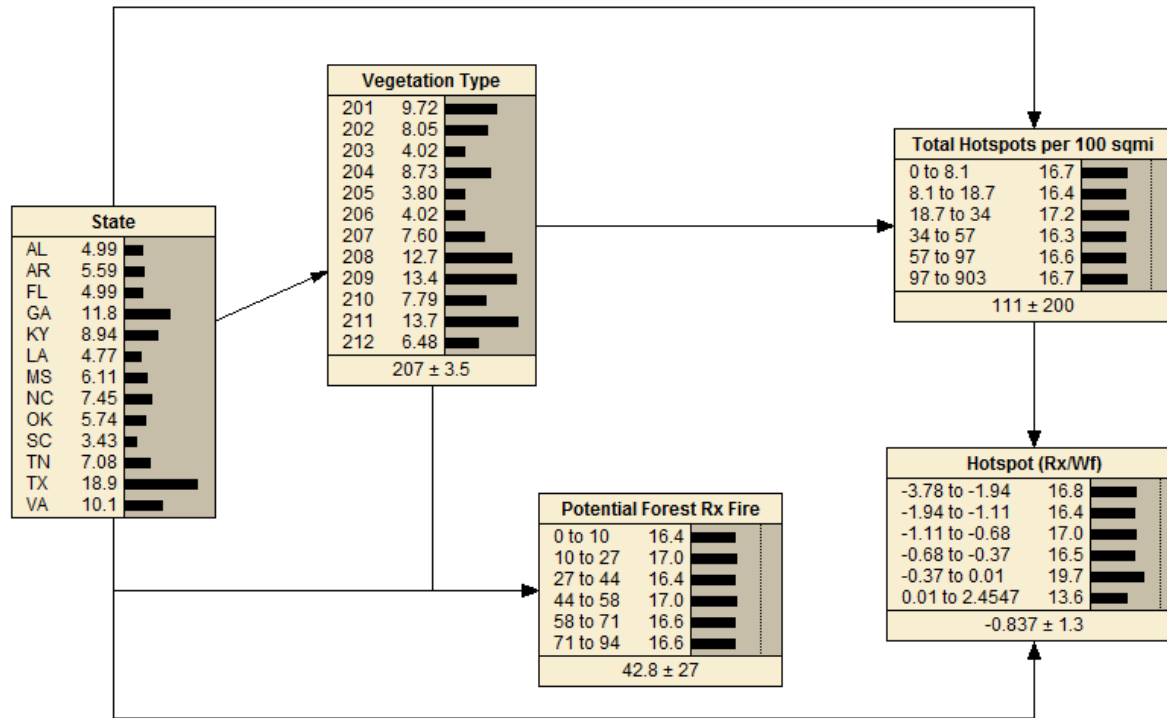 Vegetation Type
201 9.72
202 8.05
203 4.02
204 8.73
205 3.80
206 4.02
207 7.60
208 12.7
209 13.4
210 7.79
211 13.7
212 6.48
207 ± 3.5
Total Hotspots per 100 sqmi
0 to 8.1 16.7
8.1 to 18.7 16.4
18.7 to 34 17.2
34 to 57 16.3
57 to 97 16.6
97 to 903 16.7
111 ± 200
State
AL 4.99
AR 5.59
FL 4.99
GA 11.8
KY 8.94
LA 4.77
MS 6.11
NC 7.45
OK 5.74
SC 3.43
TN 7.08
TX 18.9
VA 10.1
Potential Forest Rx Fire
0 to 10 16.4
10 to 27 17.0
27 to 44 16.4
44 to 58 17.0
58 to 71 16.6
71 to 94 16.6
42.8 ± 27
Hotspot (Rx/Wf)
-3.78 to -1.94 16.8
-1.94 to -1.11 16.4
-1.11 to -0.68 17.0
-0.68 to -0.37 16.5
-0.37 to 0.01 19.7
0.01 to 2.4547 13.6
-0.837 ± 1.3